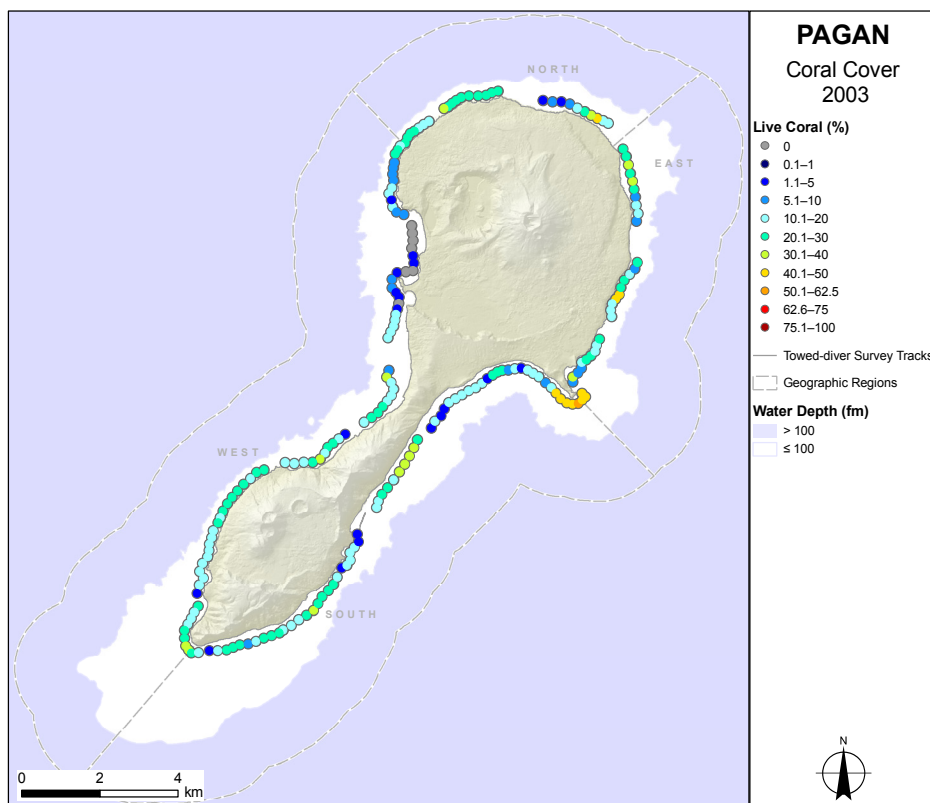 PAGAN
Coral Cover
2003
Live Coral (%)
0
0.1–1
1.1–5
5.1–10
10.1–20
20.1–30
30.1–40
40.1–50
50.1–62.5
62.6–75
75.1–100
Towed-diver Survey Tracks
Geographic Regions
Water Depth (fm)
> 100
≤ 100
NORTH
EAST
WEST
SOUTH
0 2 4
km
N